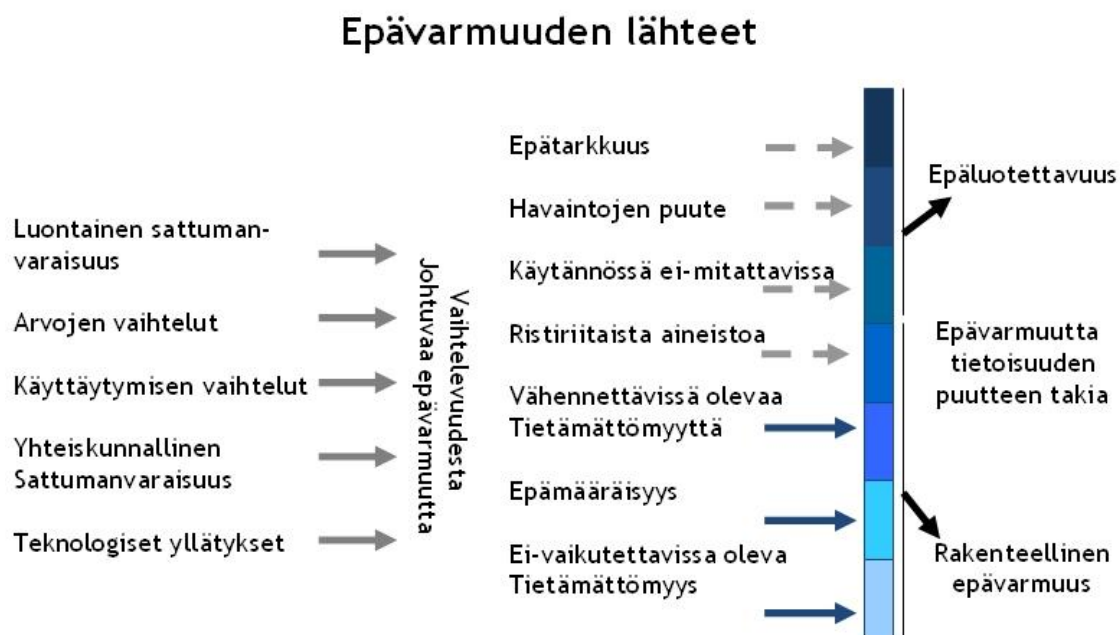 Epävarmuuden lähteet
Luontainen sattuman-
varaisuus
Arvojen vaihtelut
Käyttäytymisen vaihtelut
Yhteiskunnallinen
Sattumanvaraisuus
Teknologiset yllätykset
Vaihtelevuudesta
Johtuvaa epävarmuutta
Epätarkkuus
Havaintojen puute
Käytännössä ei-mitattavissa
Ristiriitaista aineistoa
Vähennettävissä olevaa
Tietämättömyyttä
Epämääräisyys
Ei-vaikutettavissa oleva
Tietämättömyys
Epäluotettavuus
Epävarmuutta
tietoisuuden
puutteen takia
Rakenteellinen
epävarmuus